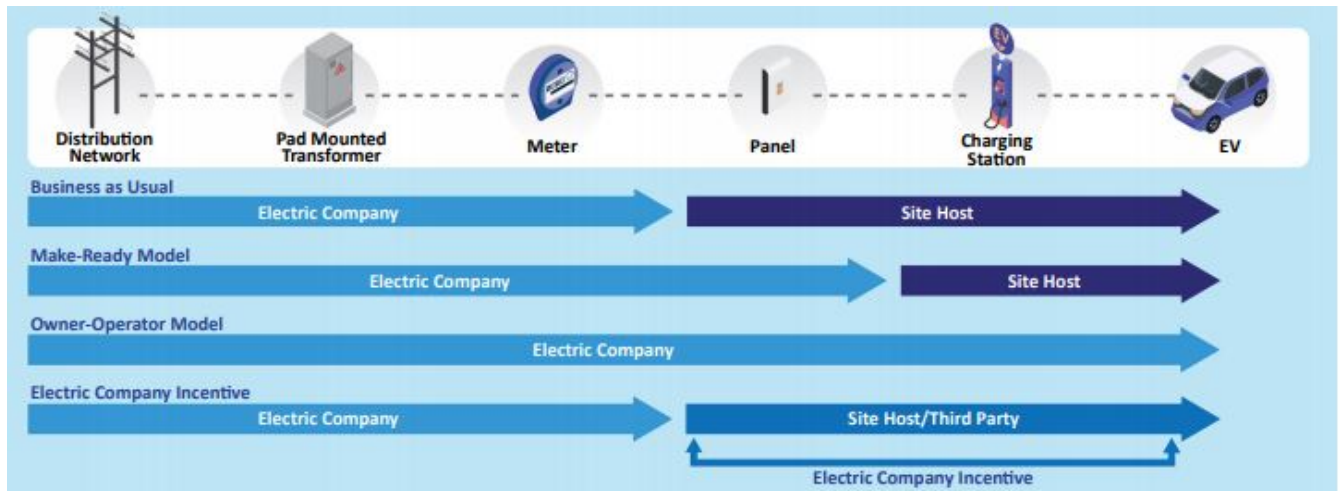 EV
Distribution
Network
Pad Mounted
Transformer
Meter
Panel
Charging
Station
EV
Business as Usual
Electric Company
Site Host
Make-Ready Model
Electric Company
Site Host
Owner-Operator Model
Electric Company
Electric Company Incentive
Electric Company
Site Host/Third Party
Electric Company Incentive